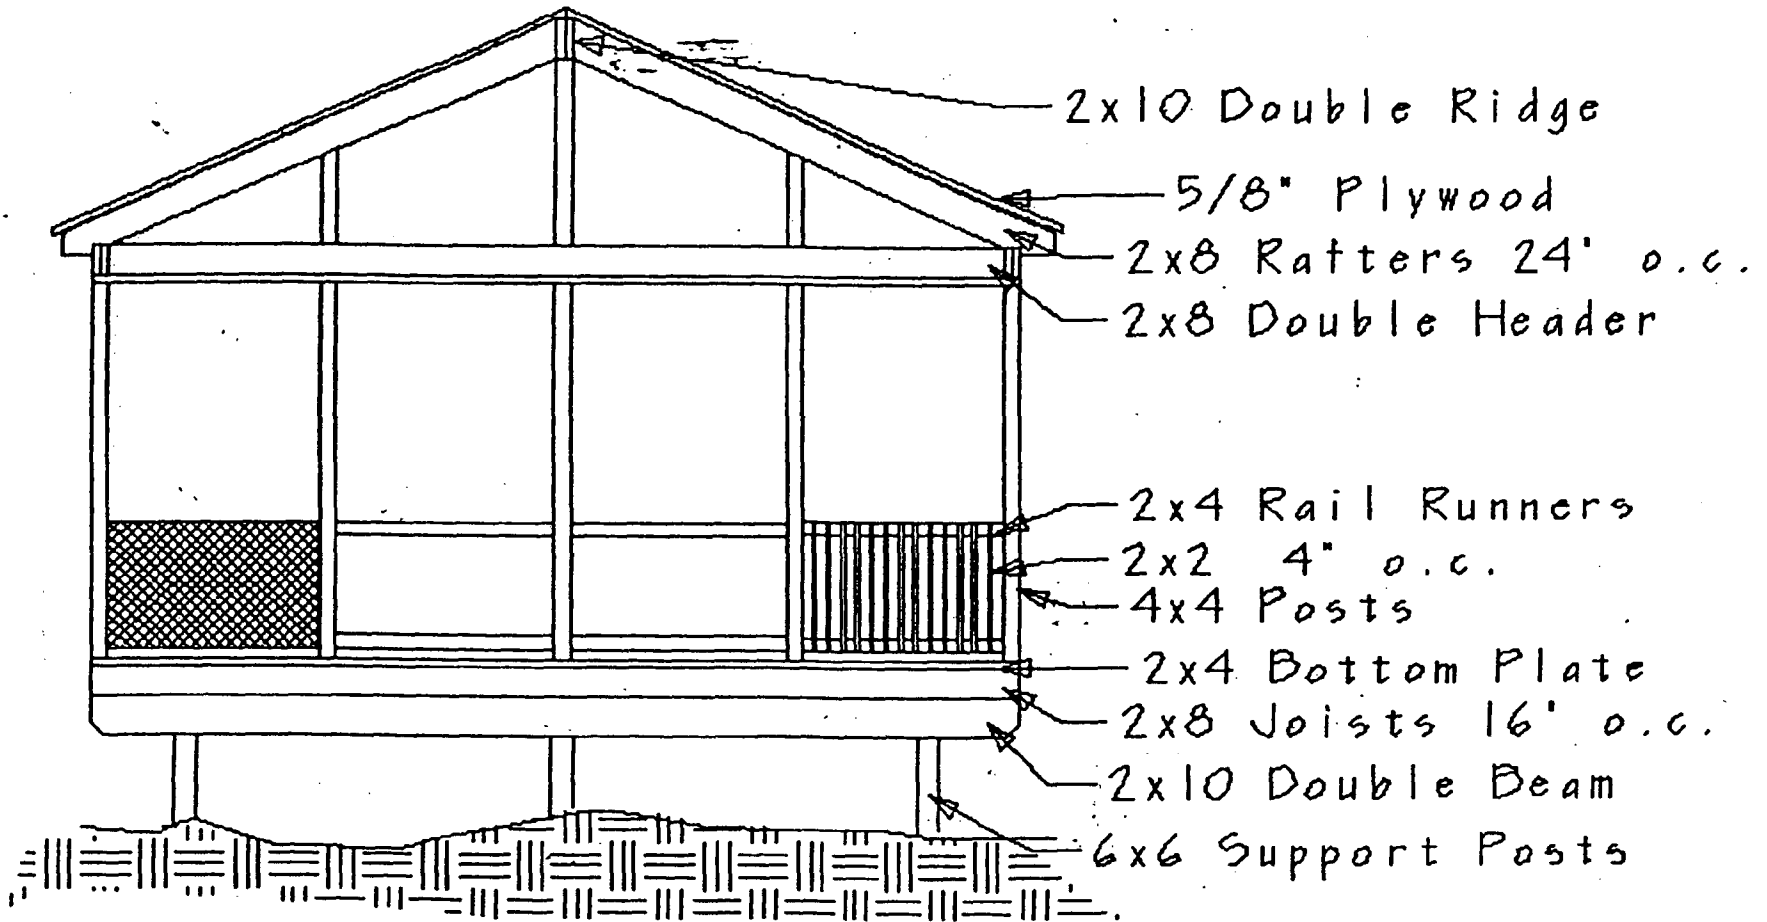 2x10 Double Ridge
5/8" Plywood
2x8 Rafters 24' o.c.
2x8 Double Header
2x4 Rail Runners
2x2 4" o.c.
4x4 Posts
2x4 Bottom Plate
2x8 Joists 16' o.c.
2x10 Double Beam
6x6 Support Posts